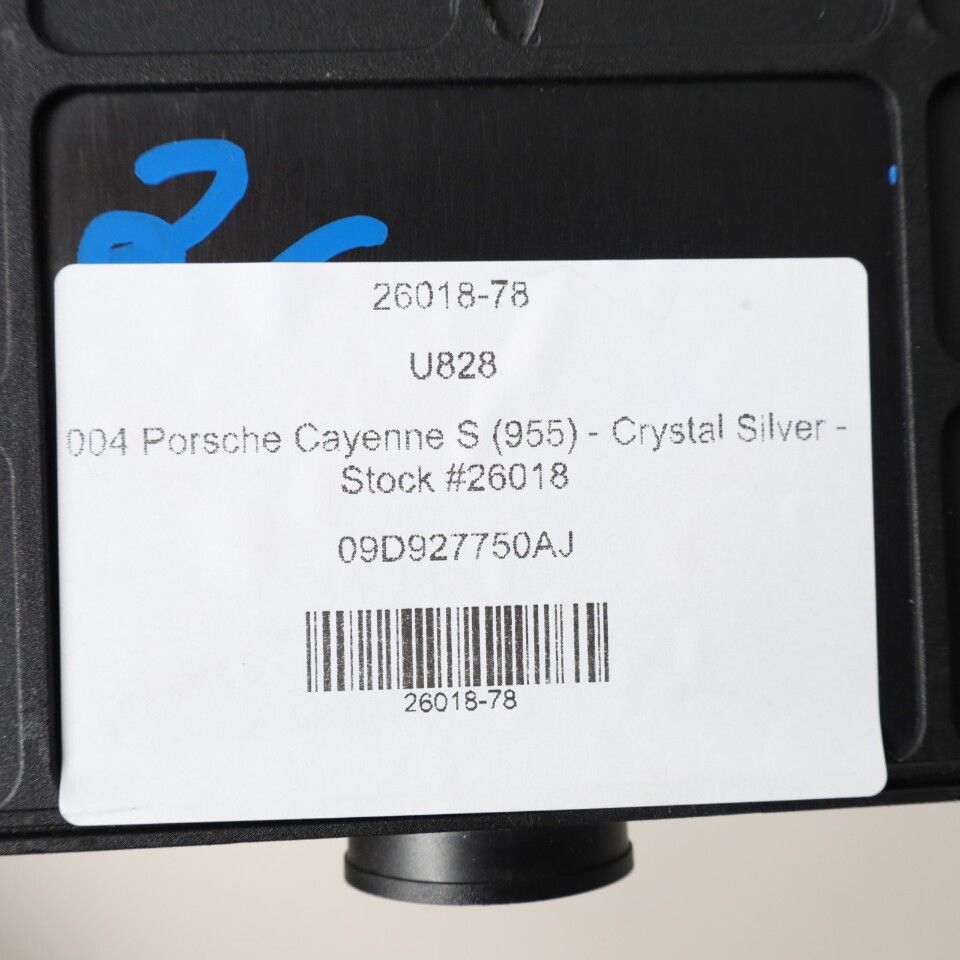 26018-78
U828
004 Porsche Cayenne S (955) - Crystal Silver -
Stock #26018
09D927750AJ
26018-78